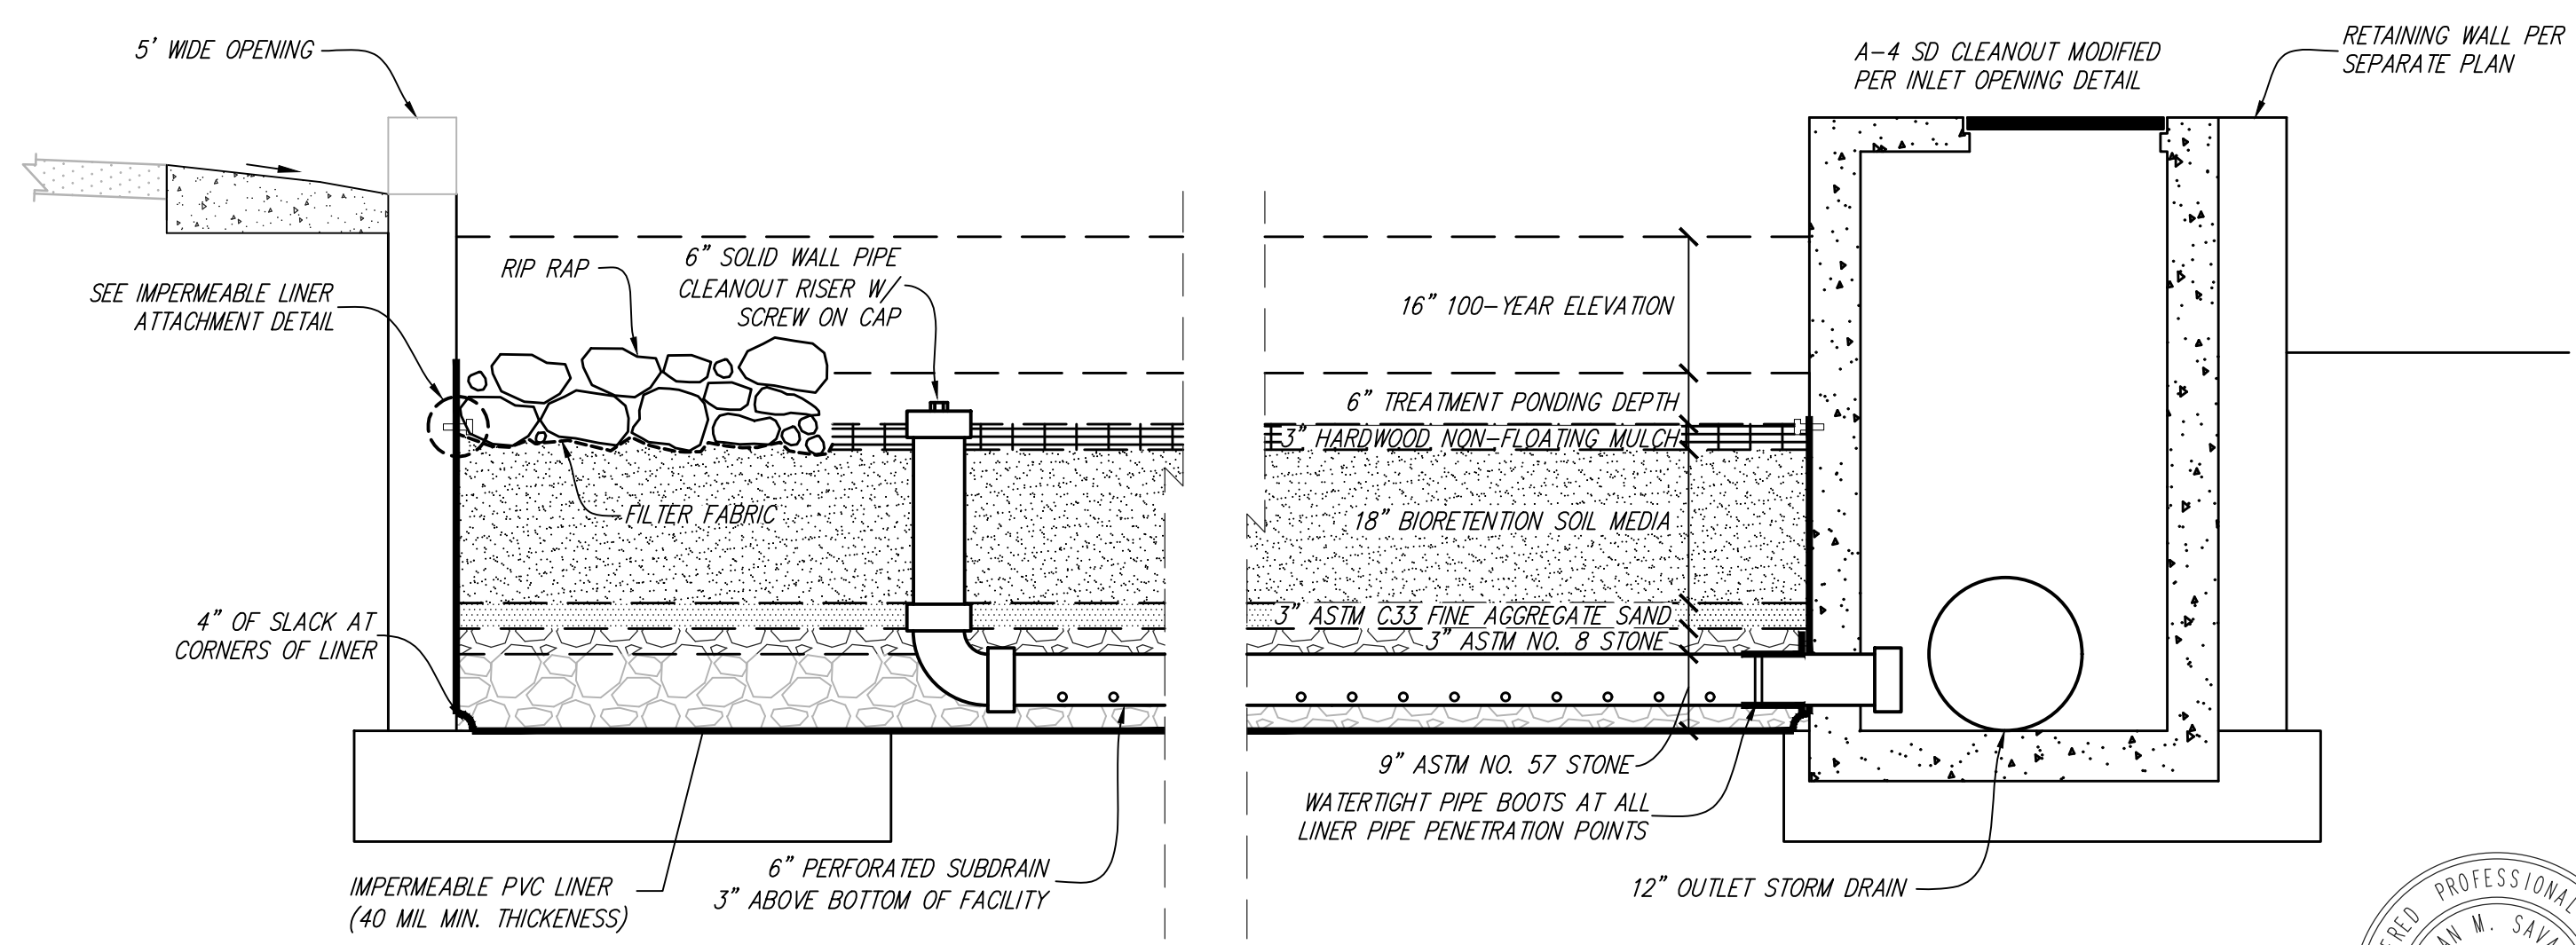 5' WIDE OPENING
A-4 SD CLEANOUT MODIFIED
PER INLET OPENING DETAIL
RETAINING WALL PER
SEPARATE PLAN
RIP RAP
6" SOLID WALL PIPE
CLEANOUT RISER W/
SCREW ON CAP
SEE IMPERMEABLE LINER
ATTACHMENT DETAIL
16" 100-YEAR ELEVATION
6" TREATMENT PONDING DEPTH
3" HARDWOOD NON-FLOATING MULCH
FILTER FABRIC
18" BIORETENTION SOIL MEDIA
4" OF SLACK AT
CORNERS OF LINER
3" ASTM C33 FINE AGGREGATE SAND
3" ASTM NO. 8 STONE
9" ASTM NO. 57 STONE
WATERTIGHT PIPE BOOTS AT ALL
LINER PIPE PENETRATION POINTS
6" PERFORATED SUBDRAIN
3" ABOVE BOTTOM OF FACILITY
IMPERMEABLE PVC LINER
(40 MIL MIN. THICKENESS)
12" OUTLET STORM DRAIN
PROFESSIONAL
M.